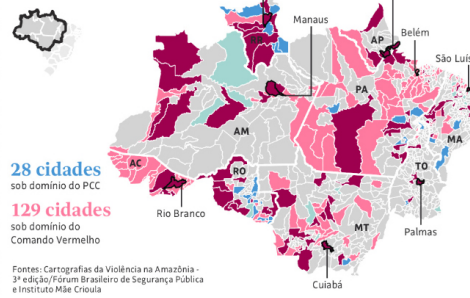 Manaus
AP
Belém
São Luís
RR
PA
AM
MA
TO
AC
RO
MT
28 cidades
sob domínio do PCC
129 cidades
sob domínio do
Comando Vermelho
Rio Branco
Palmas
Cuiabá
Fontes: Cartografias da Violência na Amazônia -
3ª edição/Fórum Brasileiro de Segurança Pública
e Instituto Mãe Crioula